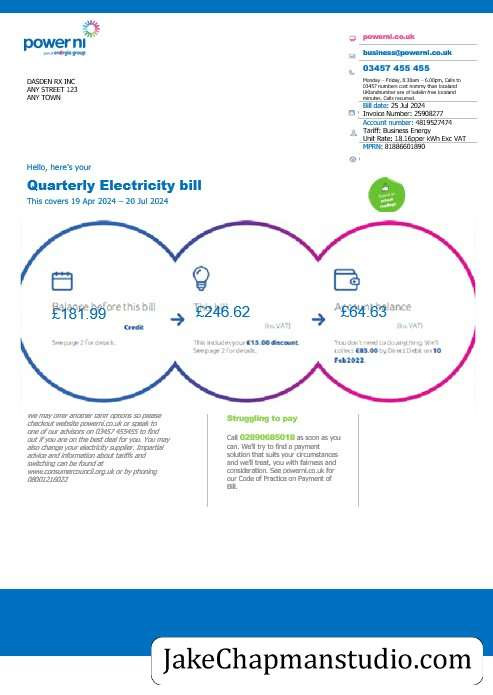 power ni
part of energia group
powerni.co.uk
business@powerni.co.uk
03457 455 455
Monday - Friday, 8.30am - 6.00pm, Calls to
03457 numbers cost nommy than localand
minutes. Calls recurred.
Bill date: 25 Jul 2024
Invoice Number: 25908277
Account number: 4819527474
Tariff: Business Energy
Unit Rate: 18.16pper kWh Exc VAT
MPRN: 81886601890
DASDEN RX INC
ANY STREET 123
ANY TOWN
Hello, here's your
Quarterly Electricity bill
This covers 19 Apr 2024 – 20 Jul 2024
Balance before this bill
£181.99
Credit
See page 2 for details.
This bill
£246.62
(Inc VAT)
This includes your €15.00 discount.
See page 2 for details.
Account balance
£64.63
(Inc VAT)
You don't need to do anything. We'll
collect €85.00 by Direct Debit on 10
Feb2022
We may offer another tariff options so please
checkout website powerni.co.uk or speak to
one of our advisors on 03457 455455 to find
out if you are on the best deal for you. You may
also change your electricity supplier. Impartial
advice and information about tariffs and
switching can be found at
www.consumercouncil.org.uk or by phoning
08001216022
Struggling to pay
Call 02890685018 as soon as you
can. We'll try to find a payment
solution that suits your circumstances
and we'll treat, you with fairness and
consideration. See powerni.co.uk for
our Code of Practice on Payment of
Bill.
JakeChapmanstudio.com